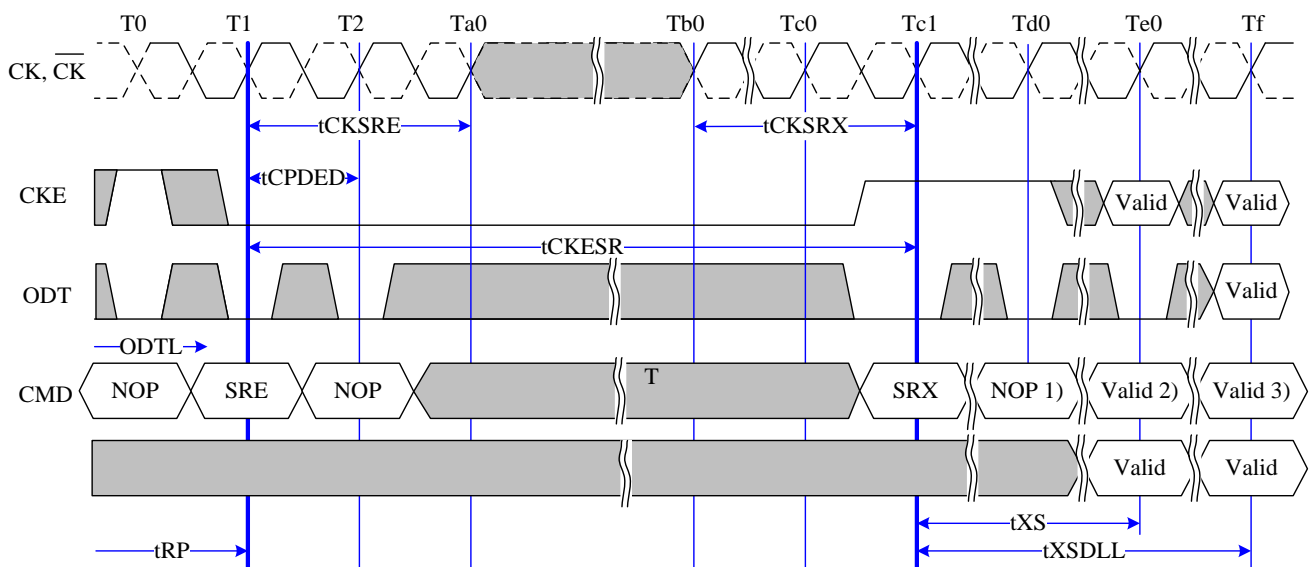 T0 T1 T2 Ta0 Tb0 Tc0 Tc1 Td0 Te0 Tf
CK, CK
tCKSRE tCKSRX
tCPDED
CKE Valid Valid
tCKESR
ODT Valid
ODTL
CMD NOP SRE NOP T SRX NOP 1) Valid 2) Valid 3)
Valid Valid
tXS
tRP tXSDLL